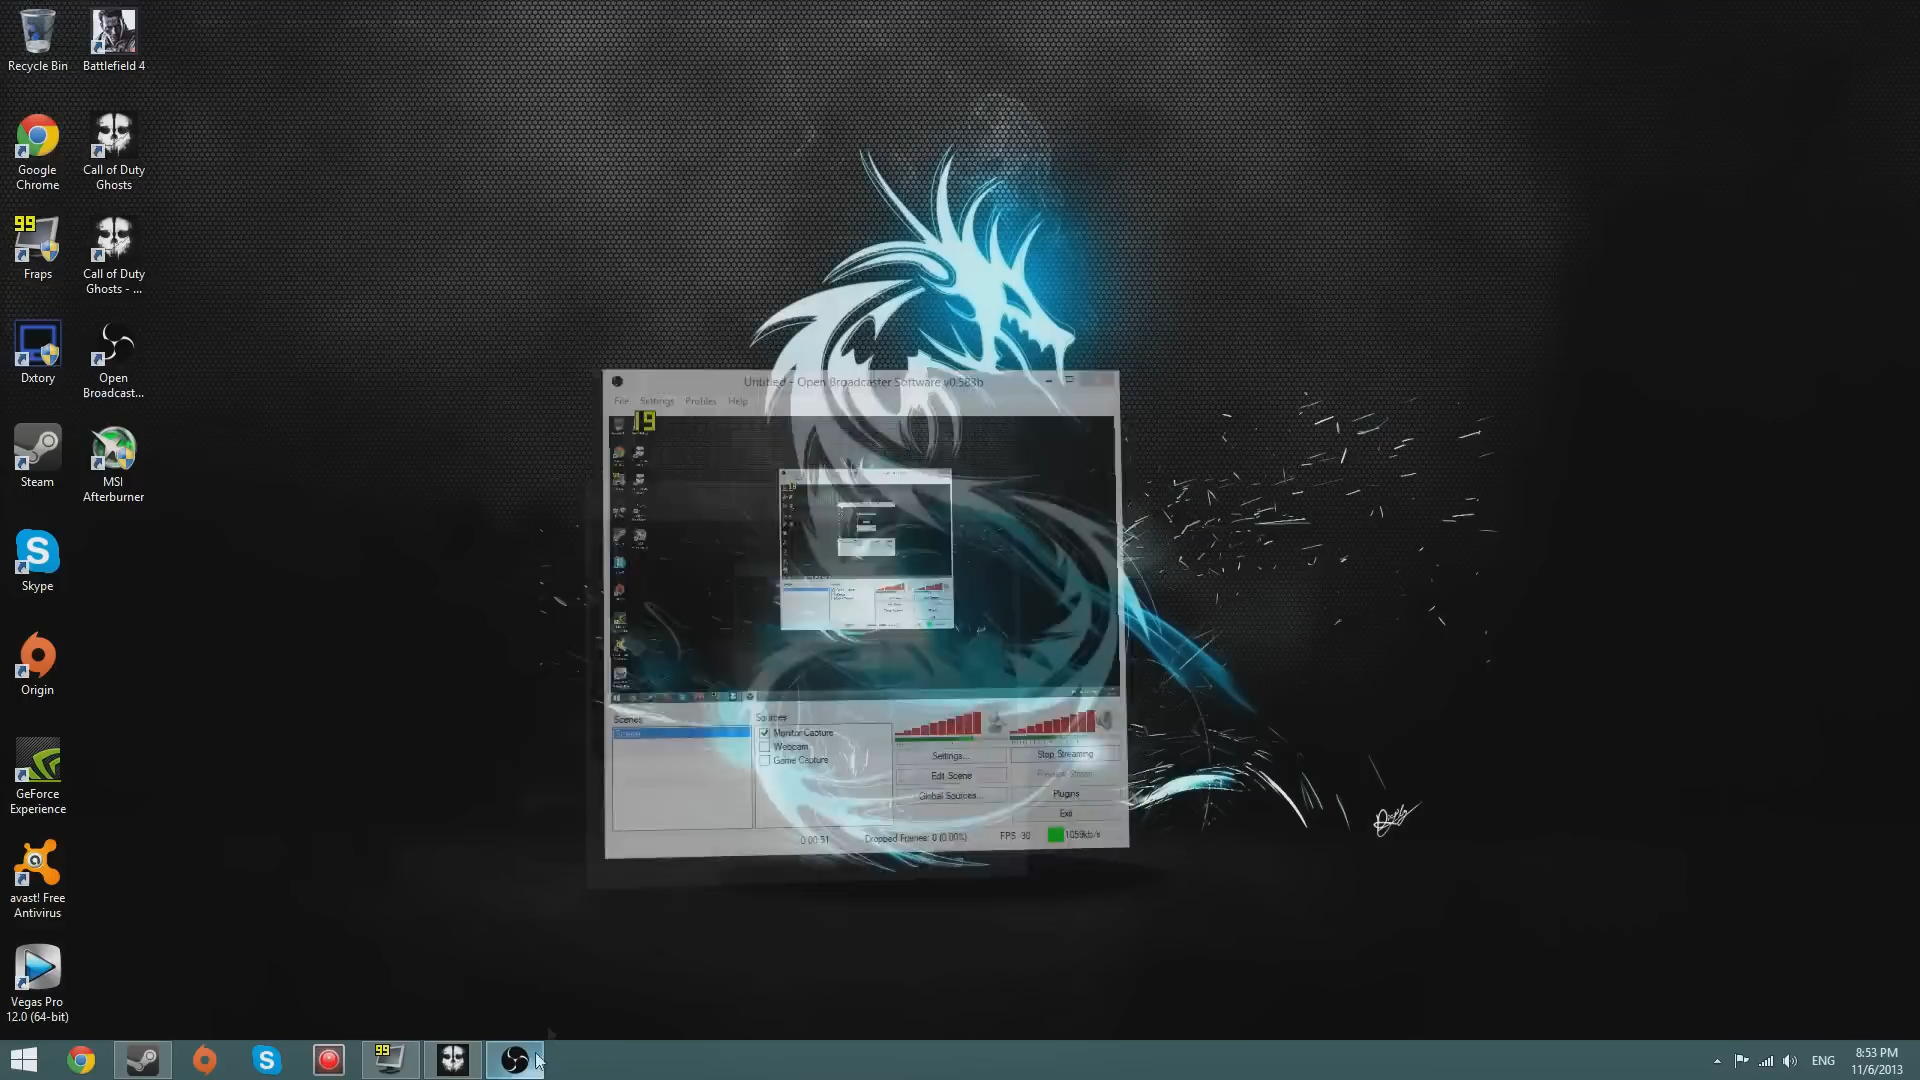 Recycle Bin
Battlefield 4
Google
Chrome
Call of Duty
Ghosts
99
Fraps
Call of Duty
Ghosts - ...
Dxtory
Open
Broadcast...
Steam
MSI
Afterburner
Skype
Origin
GeForce
Experience
avast! Free
Antivirus
Vegas Pro
12.0 (64-bit)
Untitled - Open Broadcaster Software v0.583b
File Settings Profiles Help
19
Scenes
Sources
Monitor Capture
Webcam
Game Capture
Settings...
Stop Streaming
Edit Scene
Preview Stream
Global Sources...
Plugins
Exit
0:00:51
Dropped Frames: 0 (0.00%)
FPS: 30
1059kb/s
99
ENG
8:53 PM
11/6/2013